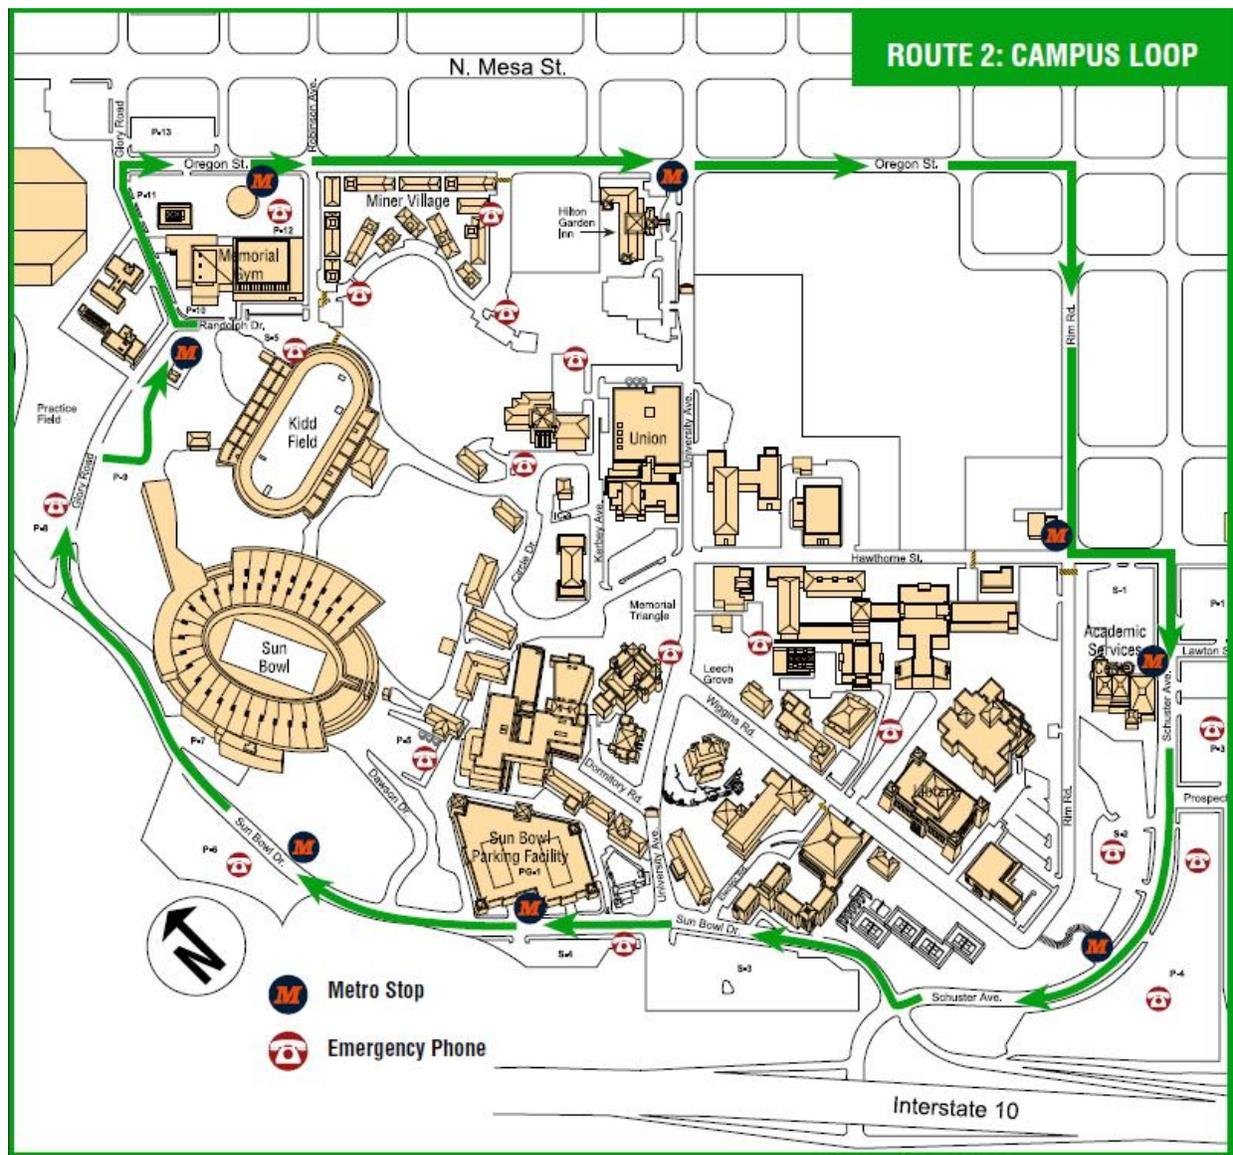 ROUTE 2: CAMPUS LOOP
N. Mesa St.
Glory Road
Robinson Ave.
P-13
Oregon St.
Oregon St.
M
M
P-11
Miner Village
Hilton
Garden
Inn
P-12
Memorial
Gym
P-10
Randolph Dr.
S-5
M
Rim Rd.
Practice
Field
Kidd
Field
Union
University Ave.
Glory Road
P-9
P-8
Circle Dr.
Kerbey Ave.
M
Hawthorne St.
Memorial
Triangle
S-1
P-1
Sun
Bowl
Academic
Services
M
Lawton S
Leech
Grove
Wiggins Rd.
Schuster Ave.
P-7
P-5
P-3
Dawson Dr.
Dormitory Rd.
Library
Prospect
Rim Rd.
Sun Bowl Dr.
M
Sun Bowl
Parking Facility
PG-1
S-2
P-6
University Ave.
M
Sun Bowl Dr.
M
S-4
S-3
P-4
Schuster Ave.
N
M
Metro Stop
Emergency Phone
Interstate 10